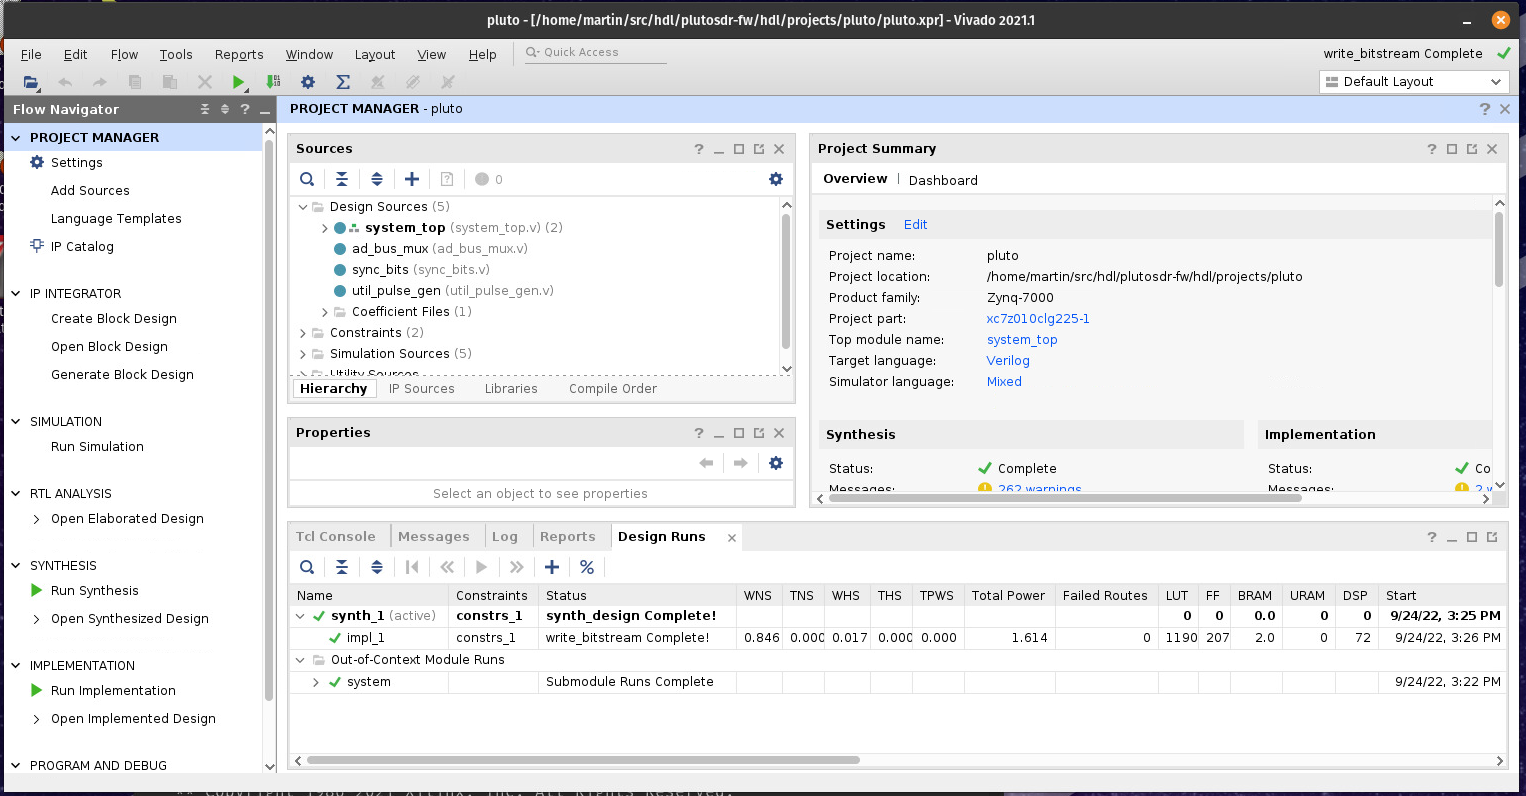 pluto - [/home/martin/src/hdl/plutosdr-fw/hdl/projects/pluto/pluto.xpr] - Vivado 2021.1
File Edit Flow Tools Reports Window Layout View Help Quick Access write_bitstream Complete
Default Layout
Flow Navigator
PROJECT MANAGER
Settings
Add Sources
Language Templates
IP Catalog
IP INTEGRATOR
Create Block Design
Open Block Design
Generate Block Design
SIMULATION
Run Simulation
RTL ANALYSIS
Open Elaborated Design
SYNTHESIS
Run Synthesis
Open Synthesized Design
IMPLEMENTATION
Run Implementation
Open Implemented Design
PROGRAM AND DEBUG
PROJECT MANAGER - pluto
Sources
0
Design Sources (5)
system_top (system_top.v) (2)
ad_bus_mux (ad_bus_mux.v)
sync_bits (sync_bits.v)
util_pulse_gen (util_pulse_gen.v)
Coefficient Files (1)
Constraints (2)
Simulation Sources (5)
Utility Sources
Hierarchy IP Sources Libraries Compile Order
Properties
Select an object to see properties
Project Summary
Overview | Dashboard
Settings Edit
Project name: pluto
Project location: /home/martin/src/hdl/plutosdr-fw/hdl/projects/pluto
Product family: Zynq-7000
Project part: xc7z010clg225-1
Top module name: system_top
Target language: Verilog
Simulator language: Mixed
Synthesis Implementation
Status: Complete Status: Co
Messages: 262 warnings Messages: 2 w
Tcl Console Messages Log Reports Design Runs
Name Constraints Status WNS TNS WHS THS TPWS Total Power Failed Routes LUT FF BRAM URAM DSP Start
synth_1 (active) constrs_1 synth_design Complete! 0 0 0.0 0 0 9/24/22, 3:25 PM
impl_1 constrs_1 write_bitstream Complete! 0.846 0.000 0.017 0.000 0.000 1.614 0 1190 207 2.0 0 72 9/24/22, 3:26 PM
Out-of-Context Module Runs
system Submodule Runs Complete 9/24/22, 3:22 PM
** Copyright 1986-2021 Xilinx, Inc. All Rights Reserved.